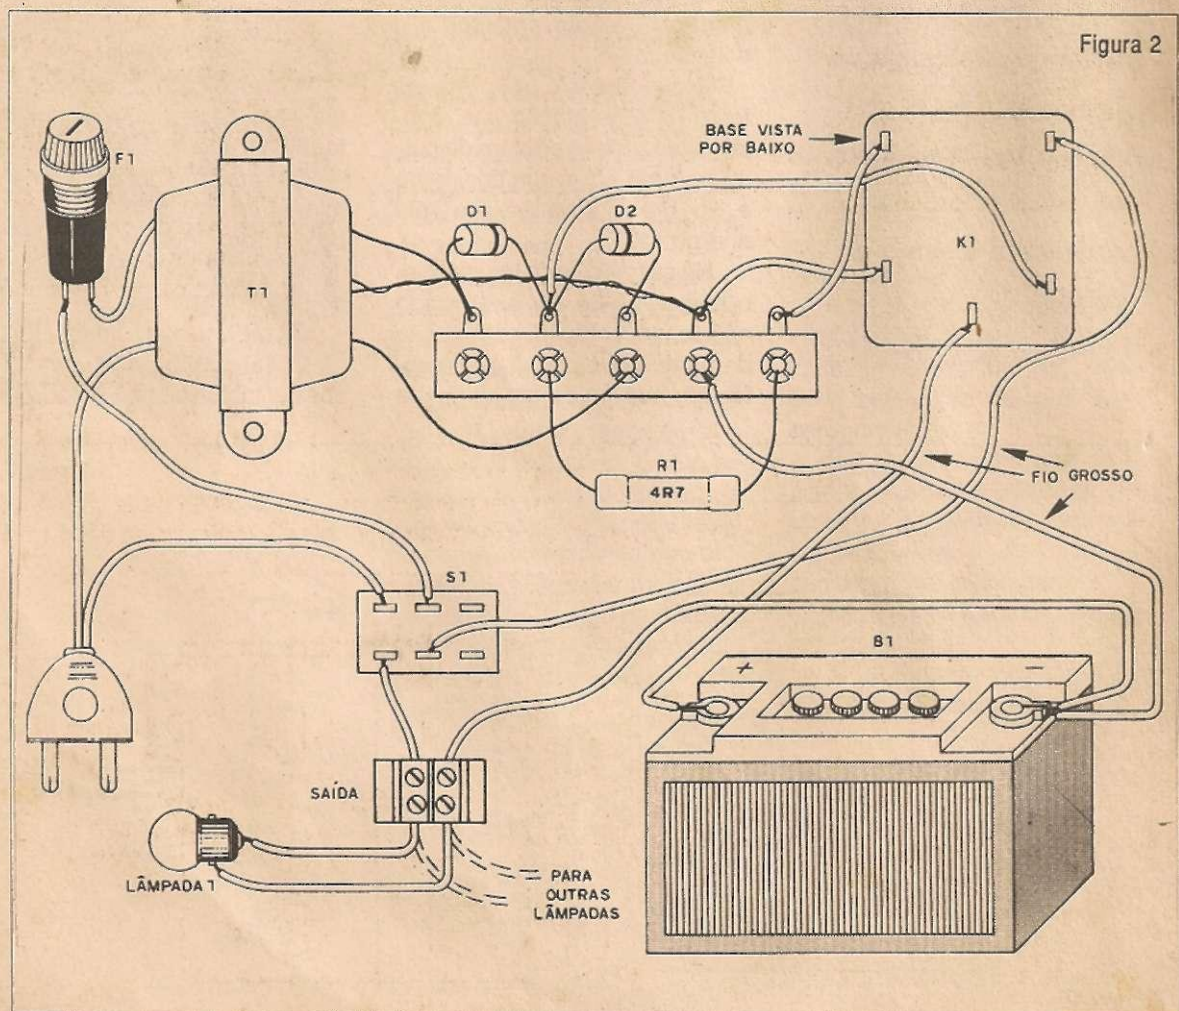 Figura 2
F1
BASE VISTA
POR BAIXO
D1
D2
K1
T1
R1
4R7
FIO GROSSO
S1
B1
+
−
SAÍDA
LÂMPADA 1
PARA
OUTRAS
LÂMPADAS